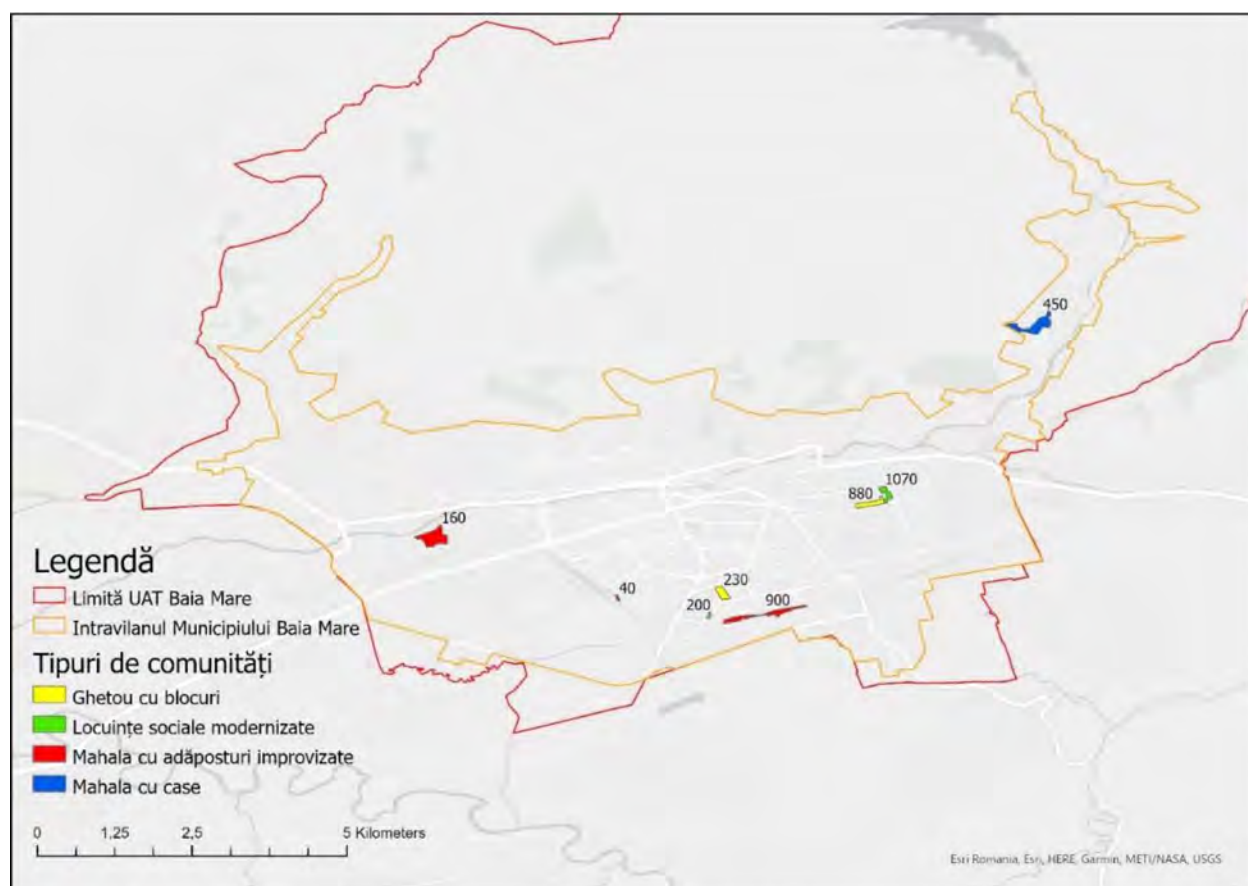 450
1070
880
160
40
230
200
900
Legendă
Limită UAT Baia Mare
Intravilanul Municipiului Baia Mare
Tipuri de comunități
Ghetou cu blocuri
Locuințe sociale modernizate
Mahala cu adăposturi improvizate
Mahala cu case
0 1,25 2,5 5 Kilometers
Esri Romania, Esri, HERE, Garmin, METI/NASA, USGS